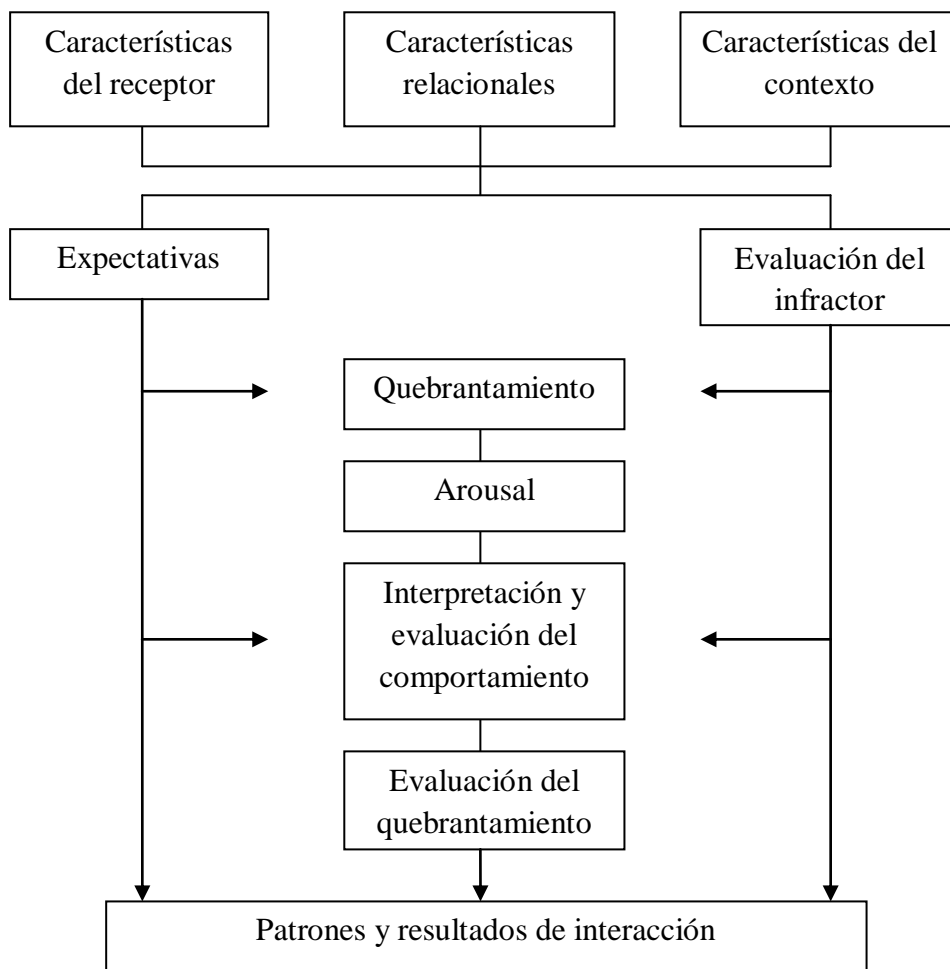 Características
del receptor
Características
relacionales
Características del
contexto
Expectativas
Evaluación del
infractor
Quebrantamiento
Arousal
Interpretación y
evaluación del
comportamiento
Evaluación del
quebrantamiento
Patrones y resultados de interacción